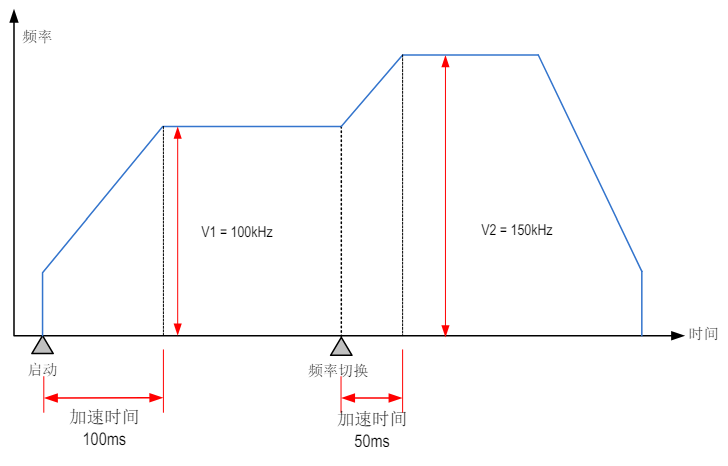 频率
V1 = 100kHz
V2 = 150kHz
时间
启动
频率切换
加速时间
100ms
加速时间
50ms